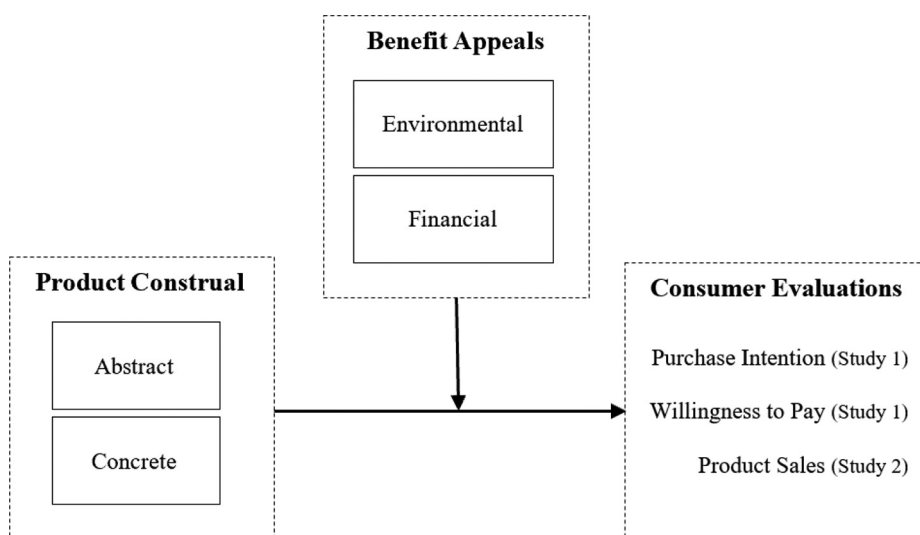 Benefit Appeals
Environmental
Financial
Product Construal
Abstract
Concrete
Consumer Evaluations
Purchase Intention (Study 1)
Willingness to Pay (Study 1)
Product Sales (Study 2)